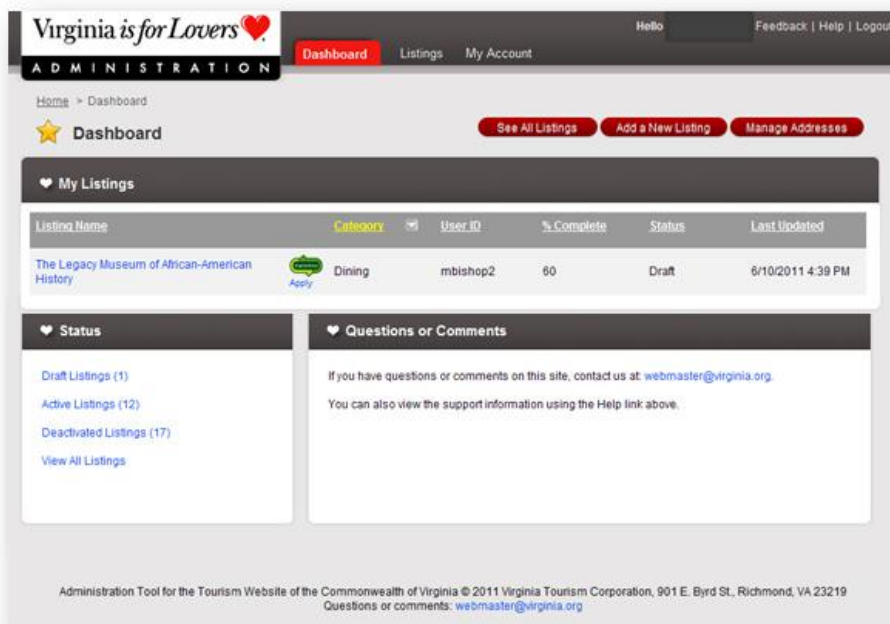 Virginia is for Lovers
ADMINISTRATION
Hello
Feedback | Help | Logout
Dashboard
Listings
My Account
Home > Dashboard
Dashboard
See All Listings
Add a New Listing
Manage Addresses
My Listings
Listing Name
Category
User ID
% Complete
Status
Last Updated
The Legacy Museum of African-American
History
Apply
Dining
mbishop2
60
Draft
6/10/2011 4:39 PM
Status
Draft Listings (1)
Active Listings (12)
Deactivated Listings (17)
View All Listings
Questions or Comments
If you have questions or comments on this site, contact us at: webmaster@virginia.org.
You can also view the support information using the Help link above.
Administration Tool for the Tourism Website of the Commonwealth of Virginia © 2011 Virginia Tourism Corporation, 901 E. Byrd St., Richmond, VA 23219
Questions or comments: webmaster@virginia.org